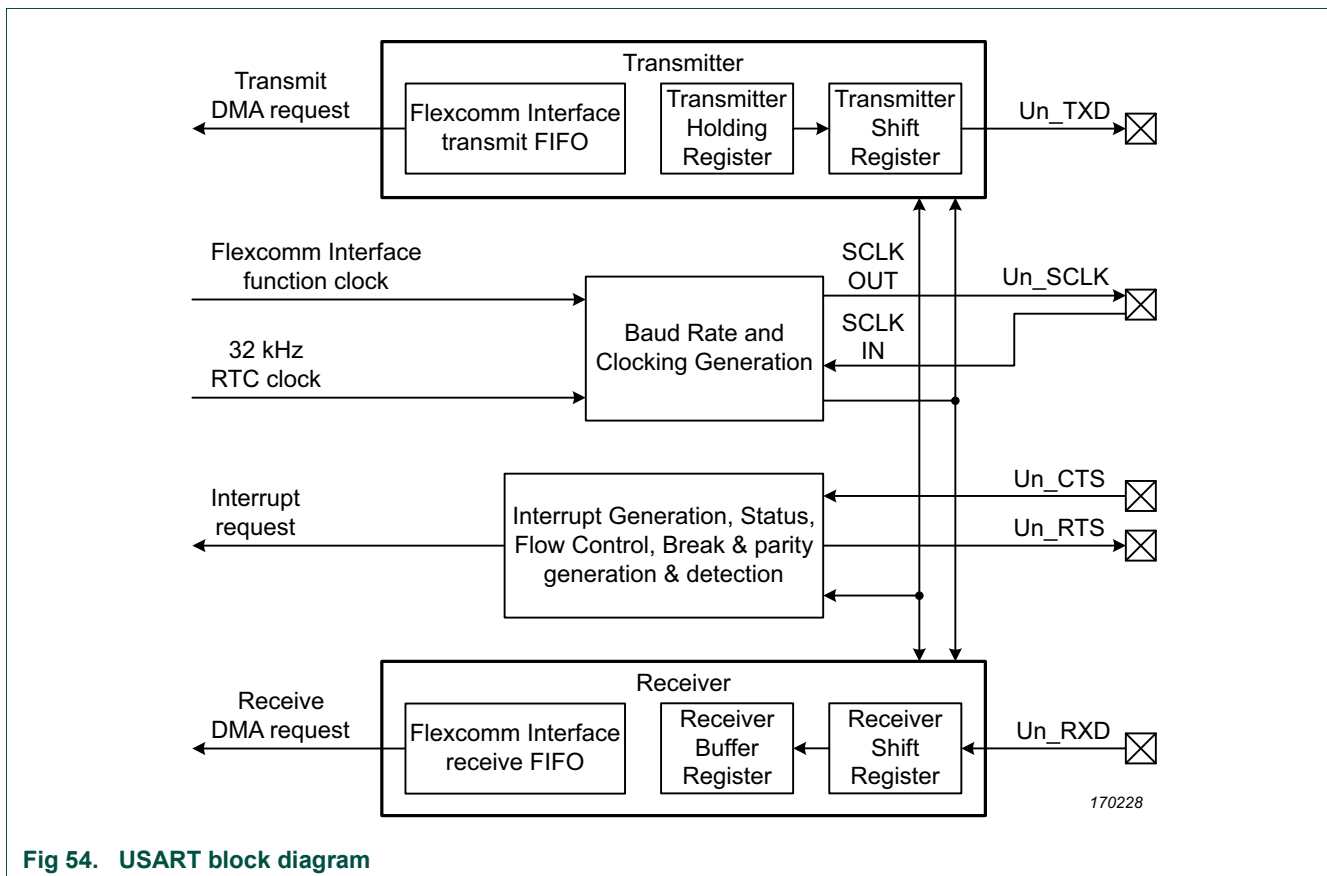 Transmitter
Transmit
DMA request
Flexcomm Interface
transmit FIFO
Transmitter
Holding
Register
Transmitter
Shift
Register
Un_TXD
Flexcomm Interface
function clock
32 kHz
RTC clock
Baud Rate and
Clocking Generation
SCLK
OUT
SCLK
IN
Un_SCLK
Interrupt
request
Interrupt Generation, Status,
Flow Control, Break & parity
generation & detection
Un_CTS
Un_RTS
Receiver
Receive
DMA request
Flexcomm Interface
receive FIFO
Receiver
Buffer
Register
Receiver
Shift
Register
Un_RXD
170228
Fig 54. USART block diagram